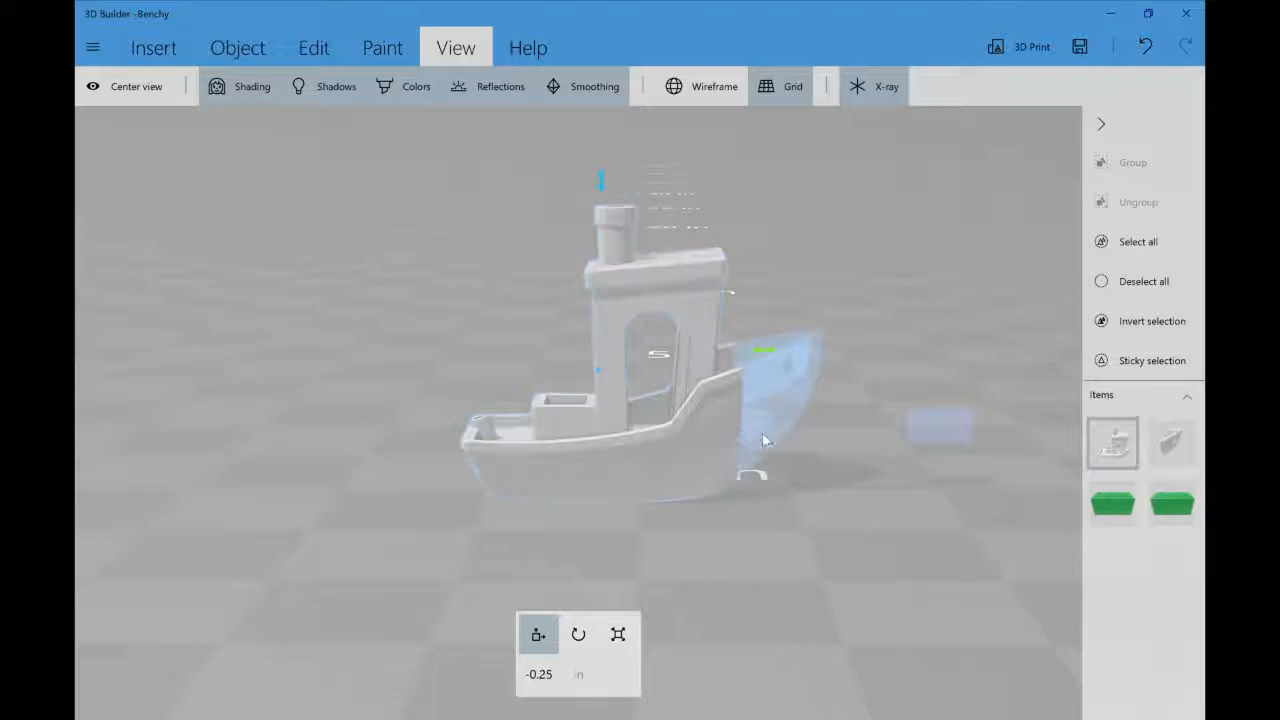 3D Builder - Benchy
Insert Object Edit Paint View Help 3D Print
Center view Shading Shadows Colors Reflections Smoothing Wireframe Grid X-ray
Group
Ungroup
Select all
Deselect all
Invert selection
Sticky selection
Items
-0.25 in